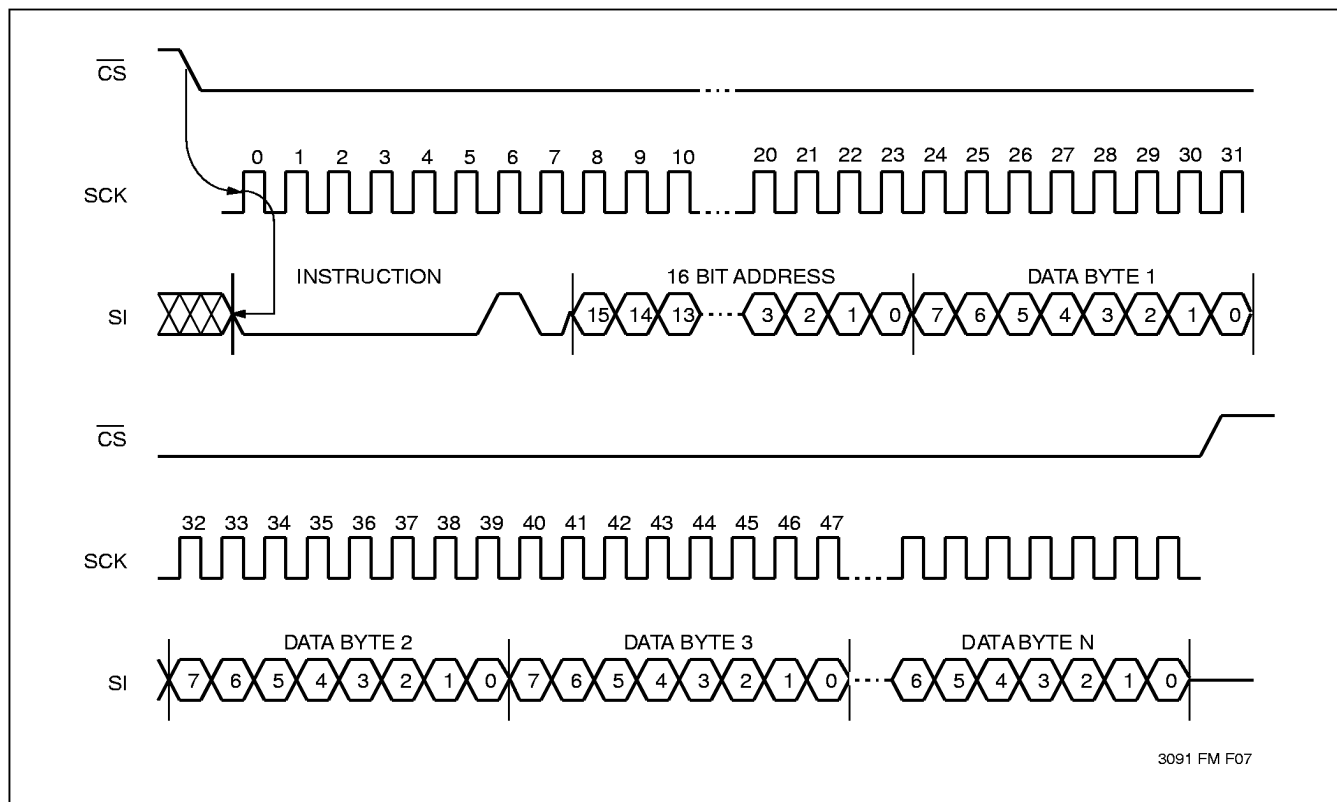 CS
0 1 2 3 4 5 6 7 8 9 10 20 21 22 23 24 25 26 27 28 29 30 31
SCK
INSTRUCTION 16 BIT ADDRESS DATA BYTE 1
SI 15 14 13 3 2 1 0 7 6 5 4 3 2 1 0
CS
32 33 34 35 36 37 38 39 40 41 42 43 44 45 46 47
SCK
DATA BYTE 2 DATA BYTE 3 DATA BYTE N
SI 7 6 5 4 3 2 1 0 7 6 5 4 3 2 1 0 6 5 4 3 2 1 0
3091 FM F07